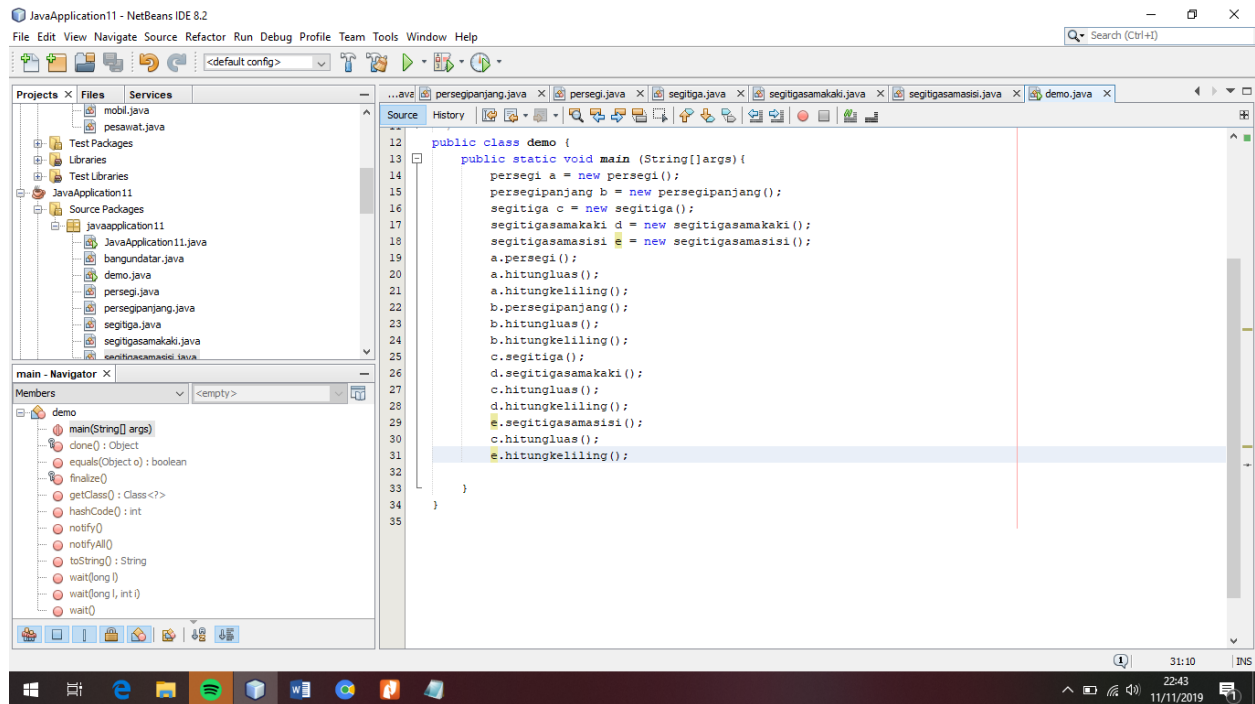 JavaApplication11 - NetBeans IDE 8.2
File Edit View Navigate Source Refactor Run Debug Profile Team Tools Window Help
Search (Ctrl+I)
<default config>
Projects Files Services
mobil.java
pesawat.java
Test Packages
Libraries
Test Libraries
JavaApplication11
Source Packages
javaapplication11
JavaApplication11.java
bangundatar.java
demo.java
persegi.java
persegipanjang.java
segitiga.java
segitigasamakaki.java
segitigasamasisi.java
main - Navigator
Members <empty>
demo
main(String[] args)
clone() : Object
equals(Object o) : boolean
finalize()
getClass() : Class<?>
hashCode() : int
notify()
notifyAll()
toString() : String
wait(long l)
wait(long l, int i)
wait()
...ava persegipanjang.java persegi.java segitiga.java segitigasamakaki.java segitigasamasisi.java demo.java
Source History
12 public class demo {
13 public static void main (String[]args){
14 persegi a = new persegi();
15 persegipanjang b = new persegipanjang();
16 segitiga c = new segitiga();
17 segitigasamakaki d = new segitigasamakaki();
18 segitigasamasisi e = new segitigasamasisi();
19 a.persegi();
20 a.hitungluas();
21 a.hitungkeliling();
22 b.persegipanjang();
23 b.hitungluas();
24 b.hitungkeliling();
25 c.segitiga();
26 d.segitigasamakaki();
27 c.hitungluas();
28 d.hitungkeliling();
29 e.segitigasamasisi();
30 c.hitungluas();
31 e.hitungkeliling();
32
33 }
34 }
35
1 31:10 INS
22:43
11/11/2019